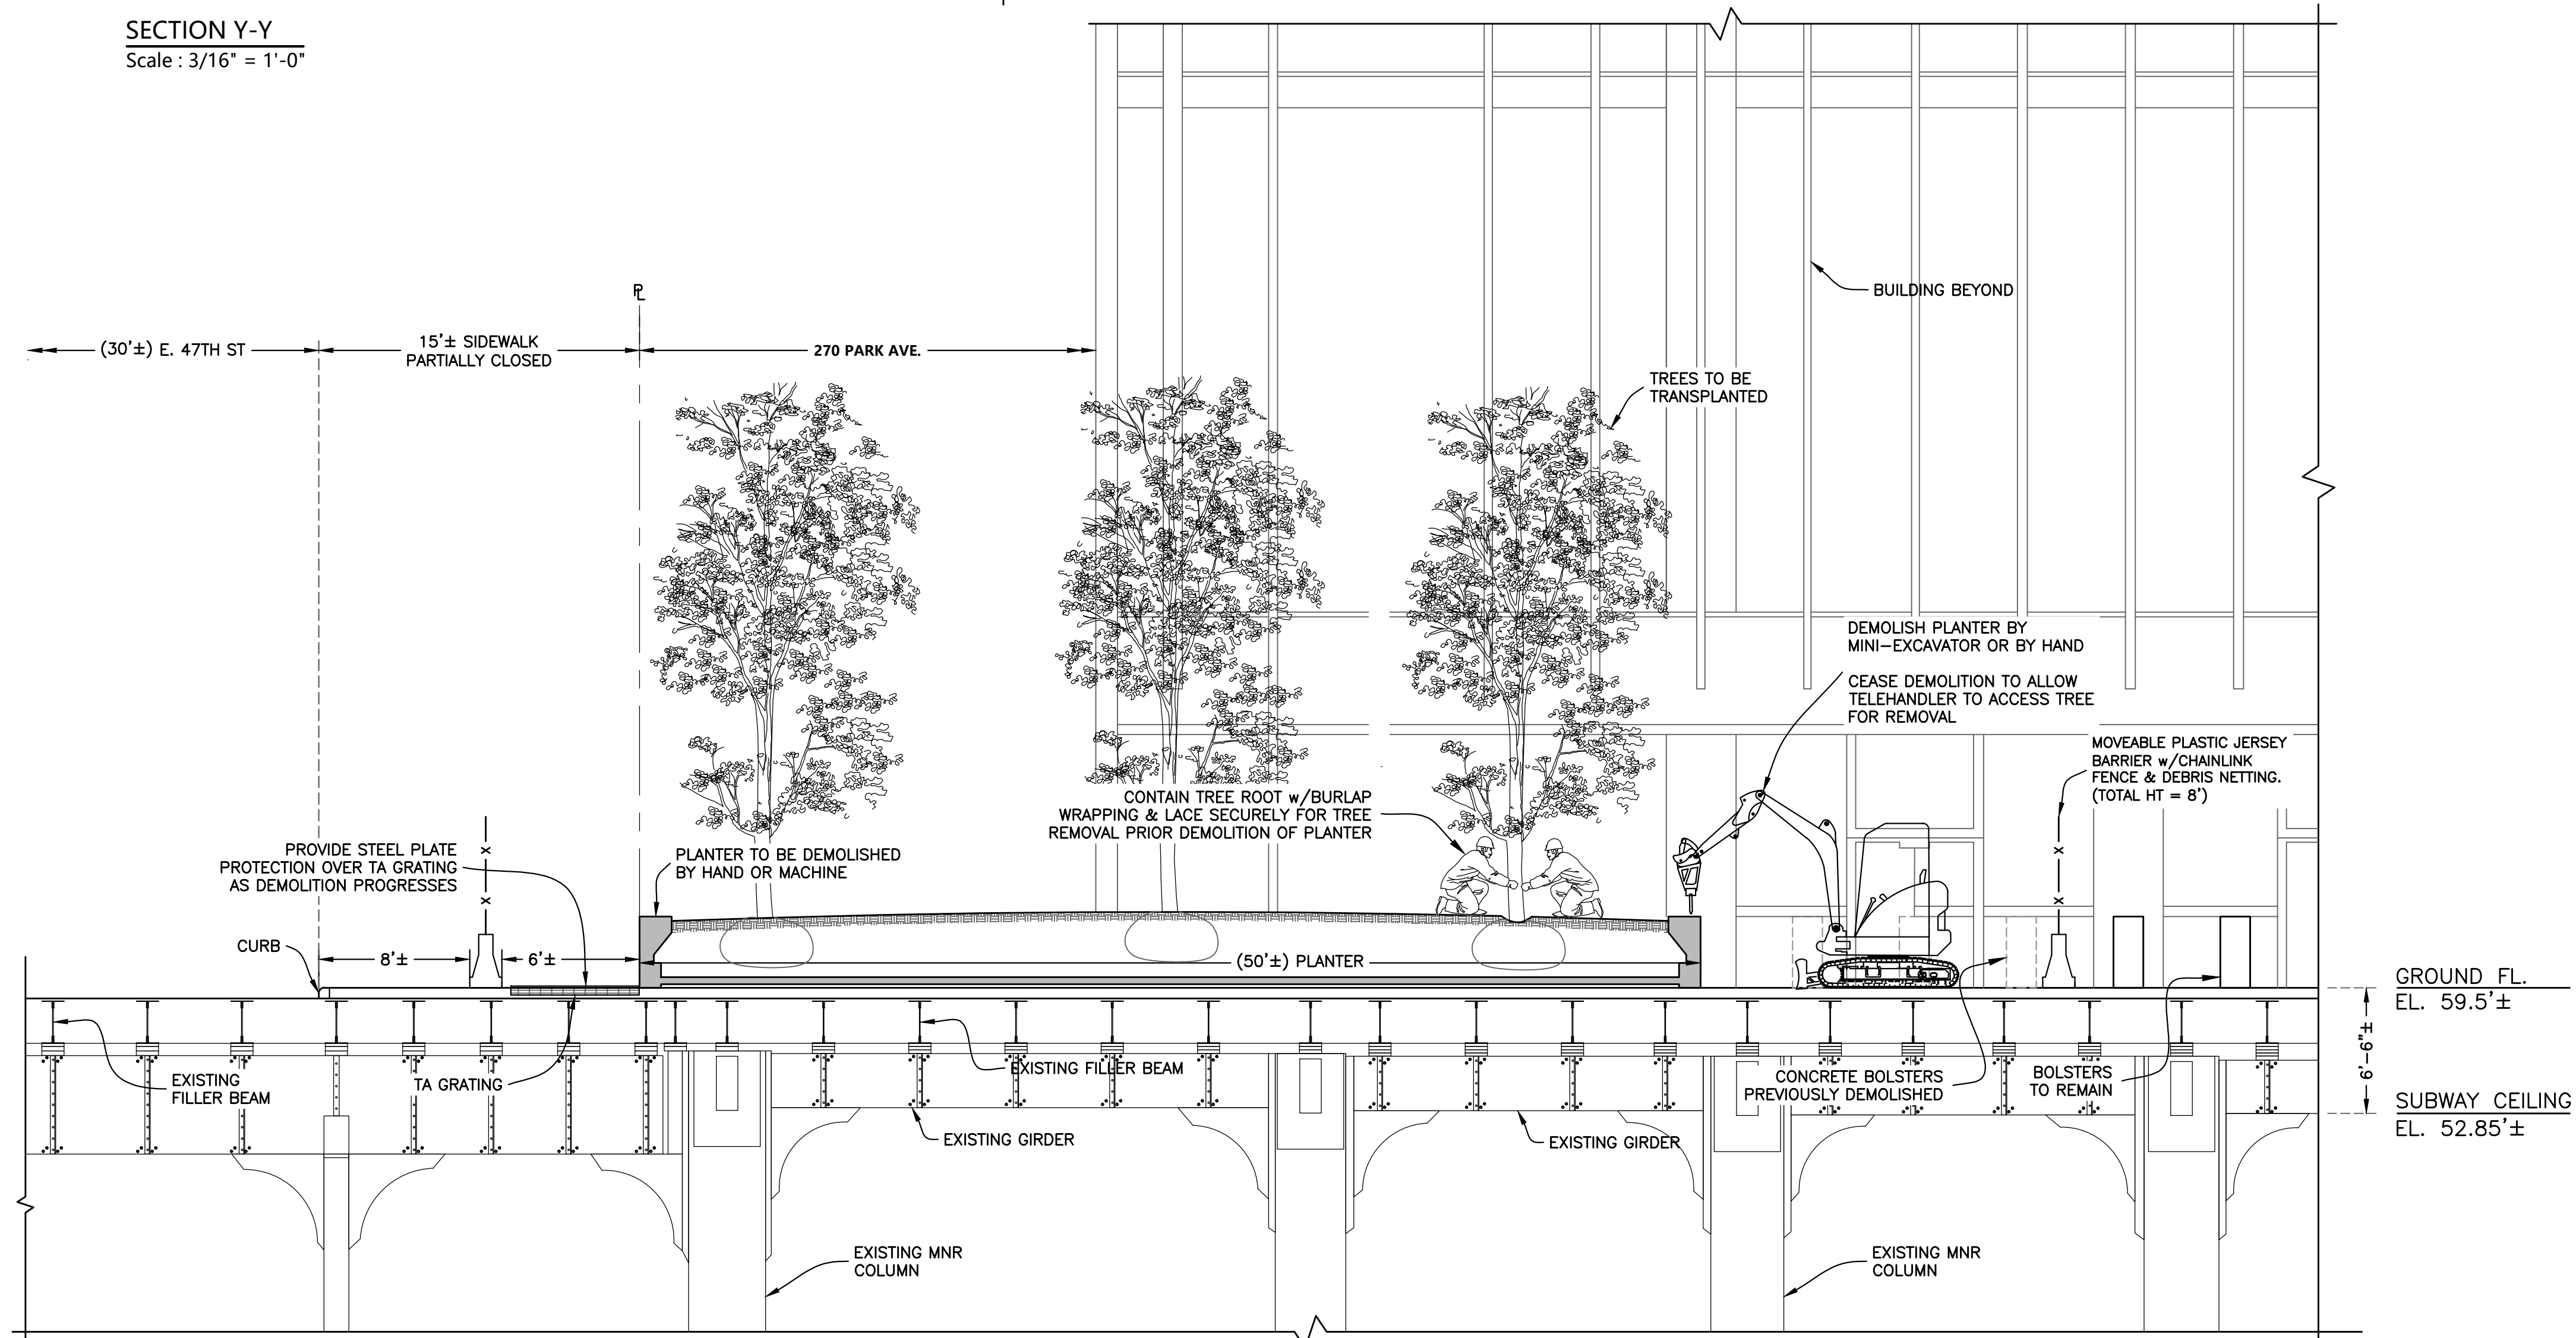 SECTION Y-Y
Scale : 3/16" = 1'-0"
BUILDING BEYOND
PL
(30'±) E. 47TH ST
15'± SIDEWALK
PARTIALLY CLOSED
270 PARK AVE.
TREES TO BE
TRANSPLANTED
DEMOLISH PLANTER BY
MINI-EXCAVATOR OR BY HAND
CEASE DEMOLITION TO ALLOW
TELEHANDLER TO ACCESS TREE
FOR REMOVAL
MOVEABLE PLASTIC JERSEY
BARRIER w/CHAINLINK
FENCE & DEBRIS NETTING.
(TOTAL HT = 8')
CONTAIN TREE ROOT w/BURLAP
WRAPPING & LACE SECURELY FOR TREE
REMOVAL PRIOR DEMOLITION OF PLANTER
PROVIDE STEEL PLATE
PROTECTION OVER TA GRATING
AS DEMOLITION PROGRESSES
X
X
PLANTER TO BE DEMOLISHED
BY HAND OR MACHINE
X
X
CURB
8'±
6'±
(50'±) PLANTER
GROUND FL.
EL. 59.5'±
6'-6"±
SUBWAY CEILING
EL. 52.85'±
EXISTING
FILLER BEAM
TA GRATING
EXISTING FILLER BEAM
CONCRETE BOLSTERS
PREVIOUSLY DEMOLISHED
BOLSTERS
TO REMAIN
EXISTING GIRDER
EXISTING GIRDER
EXISTING MNR
COLUMN
EXISTING MNR
COLUMN